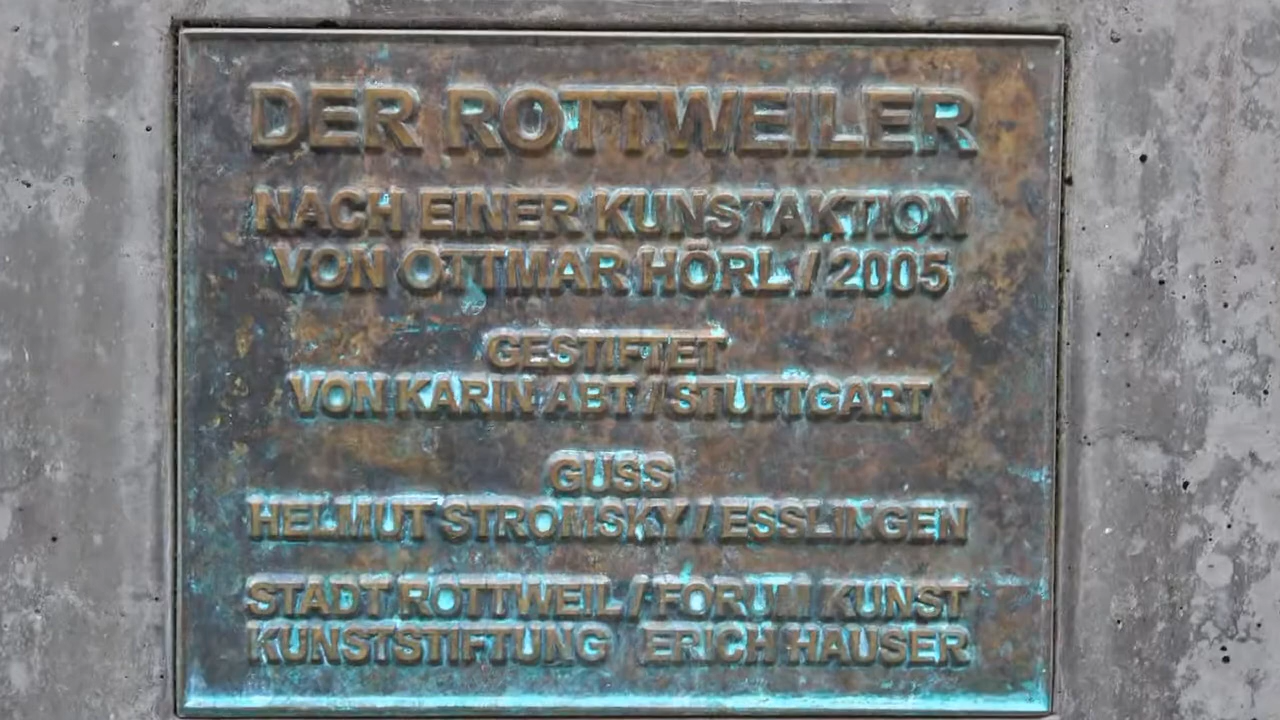 DER ROTTWEILER
NACH EINER KUNSTAKTION
VON OTTMAR HÖRL / 2005
GESTIFTET
VON KARIN ABT / STUTTGART
GUSS
HELMUT STROMSKY / ESSLINGEN
STADT ROTTWEIL / FORUM KUNST
KUNSTSTIFTUNG ERICH HAUSER